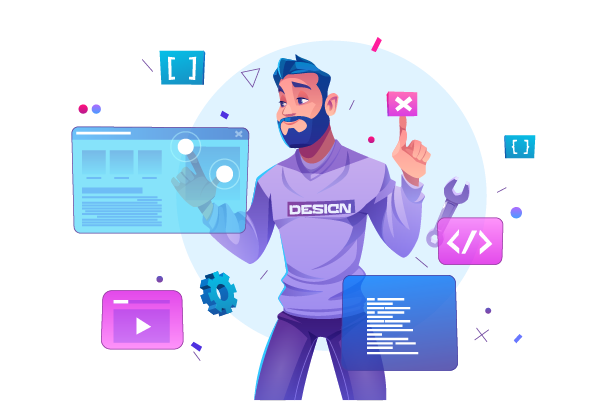 [ ]
{ }
DESIGN
</>